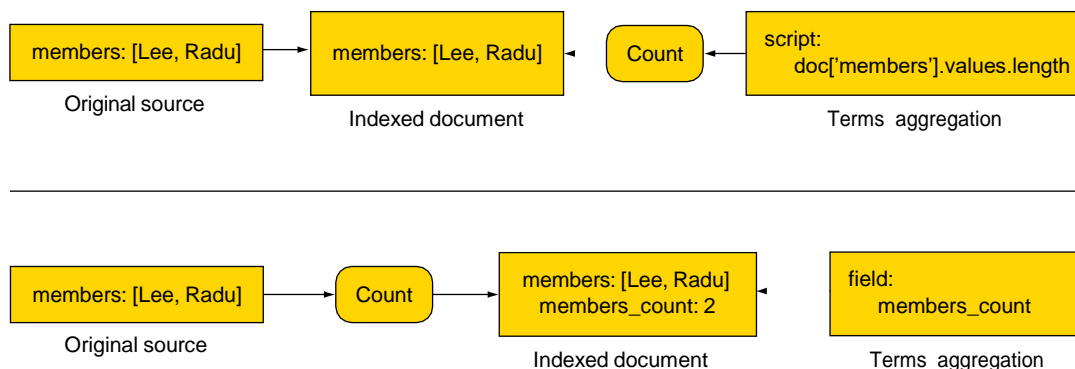 members: [Lee, Radu]
members: [Lee, Radu]
Count
script:
doc['members'].values.length
Original source
Indexed document
Terms aggregation
members: [Lee, Radu]
Count
members: [Lee, Radu]
members_count: 2
field:
members_count
Original source
Indexed document
Terms aggregation